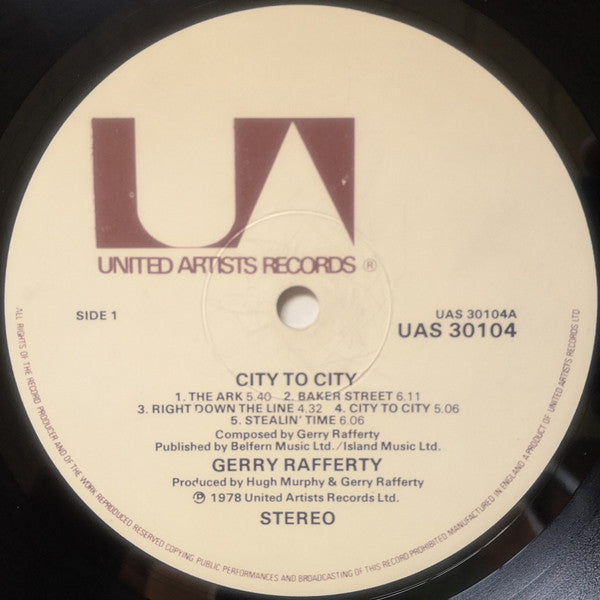 UA
UNITED ARTISTS RECORDS ®
SIDE 1
UAS 30104A
UAS 30104
CITY TO CITY
1. THE ARK 5.40 2. BAKER STREET 6.11
3. RIGHT DOWN THE LINE 4.32 4. CITY TO CITY 5.06
5. STEALIN' TIME 6.06
Composed by Gerry Rafferty
Published by Belfern Music Ltd./Island Music Ltd.
GERRY RAFFERTY
Produced by Hugh Murphy & Gerry Rafferty
℗ 1978 United Artists Records Ltd.
STEREO
ALL RIGHTS OF THE RECORD PRODUCER AND OF THE WORK REPRODUCED RESERVED COPYING PUBLIC PERFORMANCES AND BROADCASTING OF THIS RECORD PROHIBITED MANUFACTURED IN ENGLAND A PRODUCT OF UNITED ARTISTS RECORDS LTD